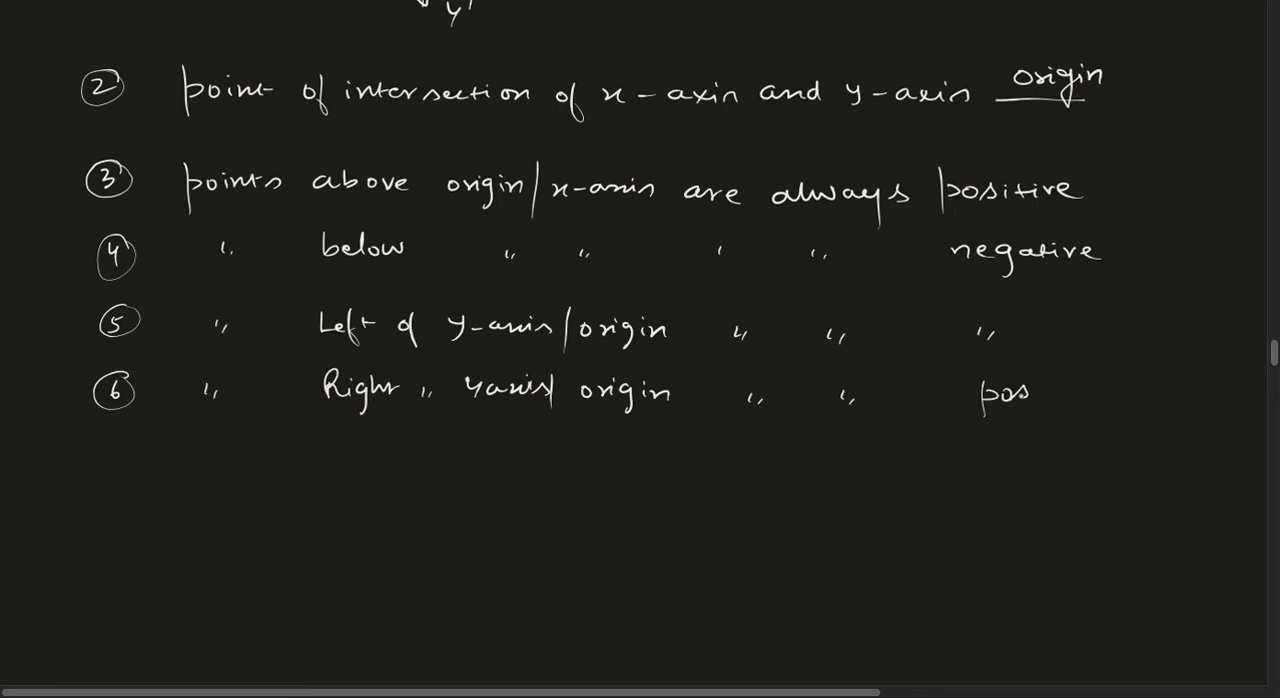 y'
② point of intersection of x-axis and y-axis origin
③ points above origin/x-axis are always positive
④ " below " " " " negative
⑤ " Left of y-axis/origin " " "
⑥ " Right " y axis/ origin " " pos